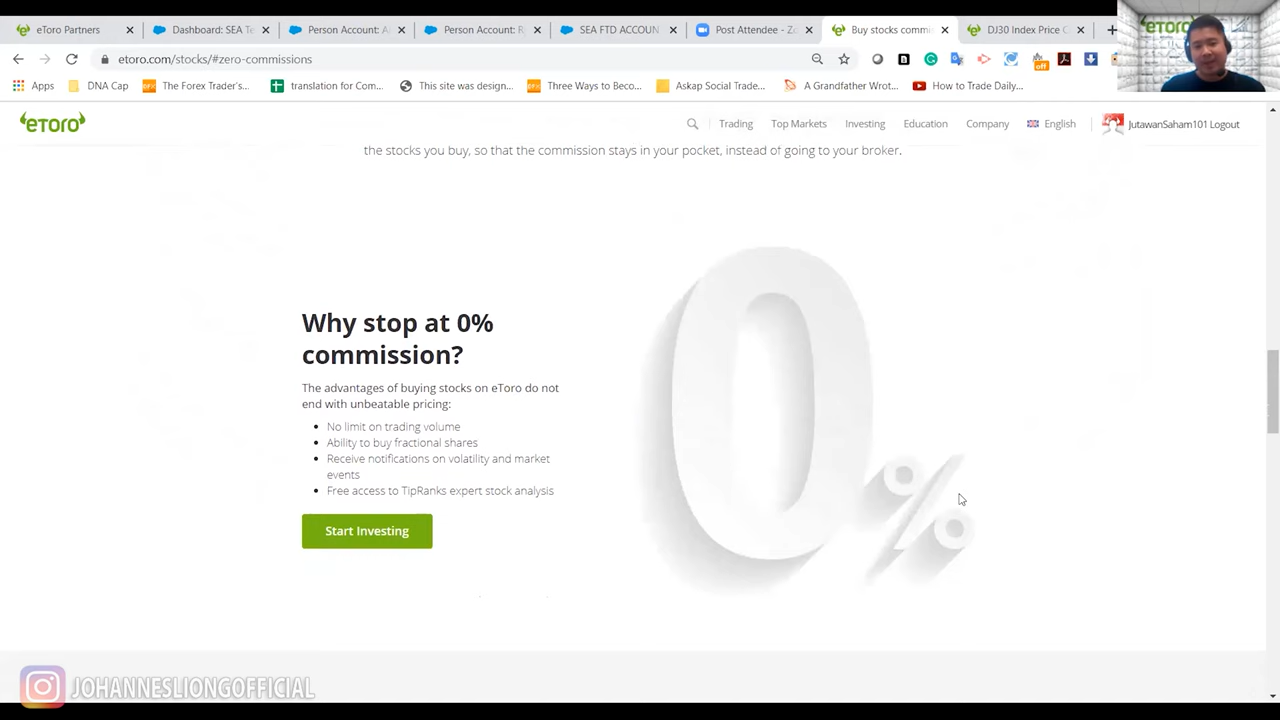 eToro Partners
Dashboard: SEA Te
Person Account: A
Person Account: R
SEA FTD ACCOUN
Post Attendee - Zo
Buy stocks commi
DJ30 Index Price C
etoro.com/stocks/#zero-commissions
off
Apps
DNA Cap
The Forex Trader's...
translation for Com...
This site was design...
Three Ways to Beco...
Askap Social Trade...
A Grandfather Wrot...
How to Trade Daily...
eToro
Trading
Top Markets
Investing
Education
Company
English
JutawanSaham101 Logout
the stocks you buy, so that the commission stays in your pocket, instead of going to your broker.
Why stop at 0%
commission?
The advantages of buying stocks on eToro do not
end with unbeatable pricing:
No limit on trading volume
Ability to buy fractional shares
Receive notifications on volatility and market
events
Free access to TipRanks expert stock analysis
Start Investing
0%
JOHANNESLIONGOFFICIAL